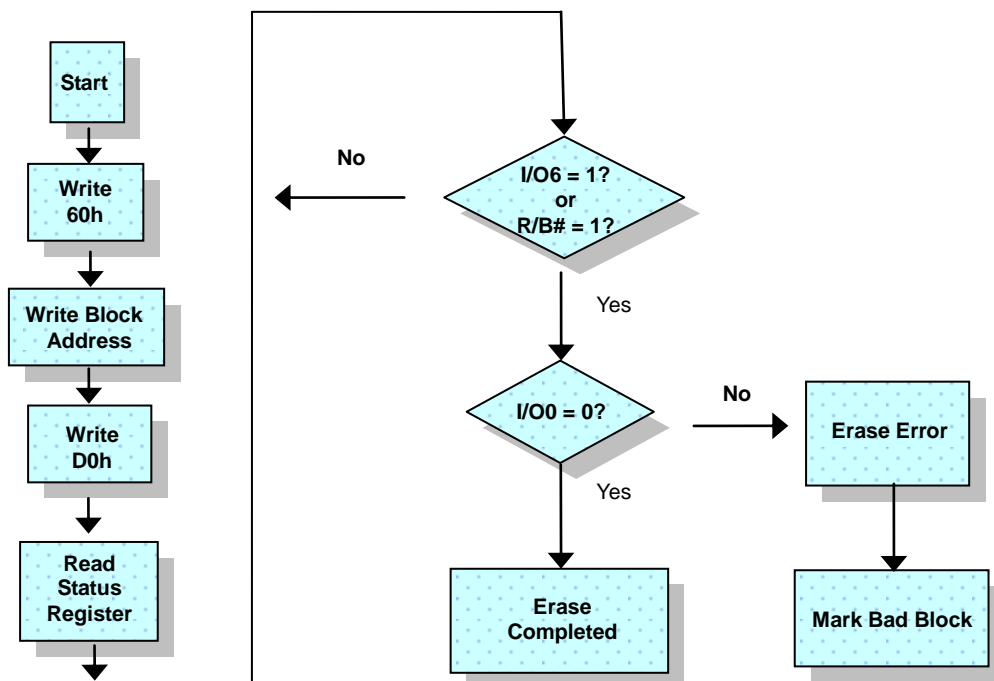 Start
Write
60h
Write Block
Address
Write
D0h
Read
Status
Register
I/O6 = 1?
or
R/B# = 1?
No
Yes
I/O0 = 0?
No
Yes
Erase Error
Erase
Completed
Mark Bad Block